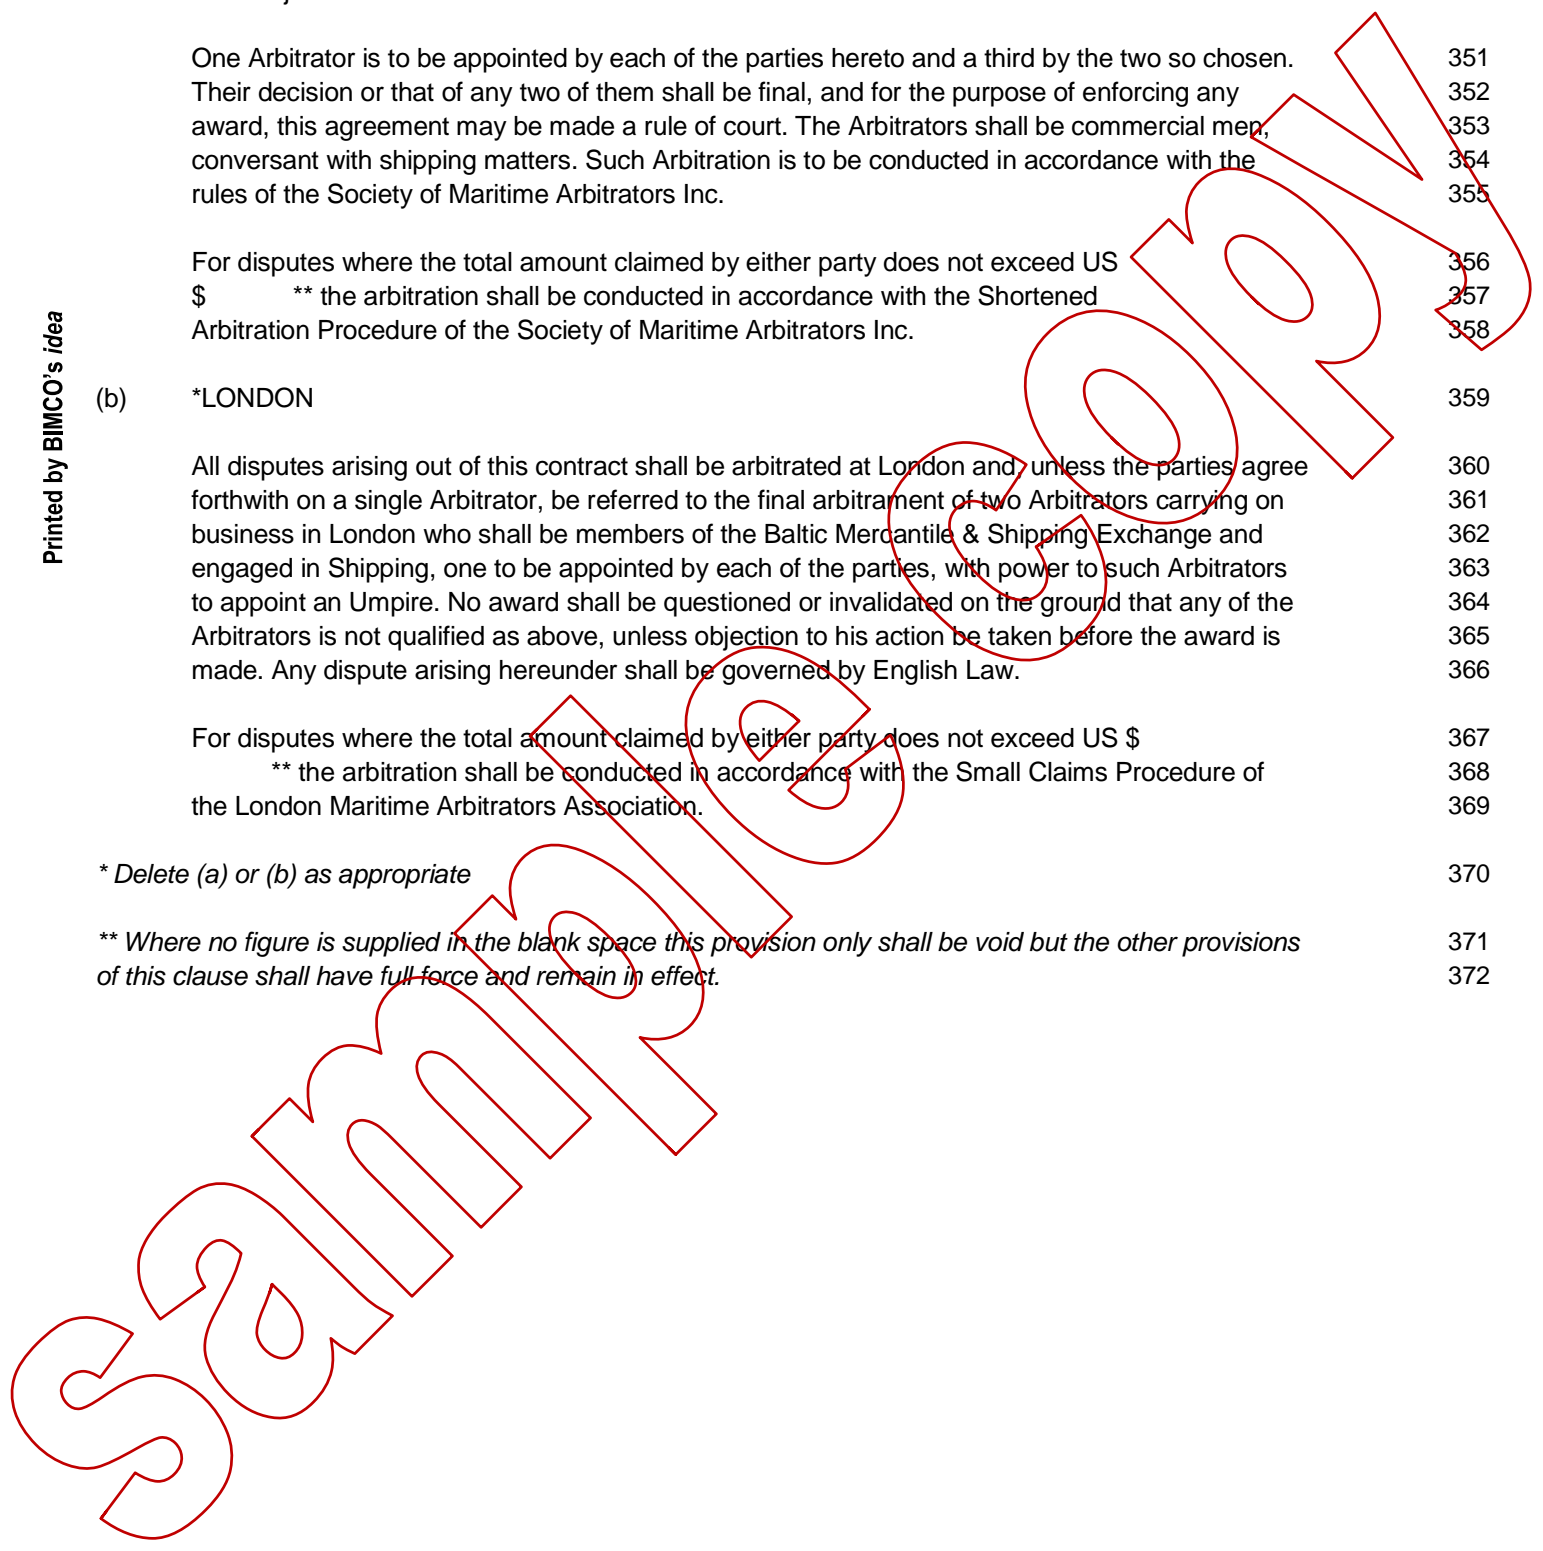 One Arbitrator is to be appointed by each of the parties hereto and a third by the two so chosen. 351
Their decision or that of any two of them shall be final, and for the purpose of enforcing any 352
award, this agreement may be made a rule of court. The Arbitrators shall be commercial men, 353
conversant with shipping matters. Such Arbitration is to be conducted in accordance with the 354
rules of the Society of Maritime Arbitrators Inc. 355
For disputes where the total amount claimed by either party does not exceed US 356
$ ** the arbitration shall be conducted in accordance with the Shortened 357
Arbitration Procedure of the Society of Maritime Arbitrators Inc. 358
Printed by BIMCO's idea
(b) *LONDON 359
All disputes arising out of this contract shall be arbitrated at London and, unless the parties agree 360
forthwith on a single Arbitrator, be referred to the final arbitrament of two Arbitrators carrying on 361
business in London who shall be members of the Baltic Mercantile & Shipping Exchange and 362
engaged in Shipping, one to be appointed by each of the parties, with power to such Arbitrators 363
to appoint an Umpire. No award shall be questioned or invalidated on the ground that any of the 364
Arbitrators is not qualified as above, unless objection to his action be taken before the award is 365
made. Any dispute arising hereunder shall be governed by English Law. 366
For disputes where the total amount claimed by either party does not exceed US $ 367
** the arbitration shall be conducted in accordance with the Small Claims Procedure of 368
the London Maritime Arbitrators Association. 369
* Delete (a) or (b) as appropriate 370
** Where no figure is supplied in the blank space this provision only shall be void but the other provisions 371
of this clause shall have full force and remain in effect. 372
sample copy